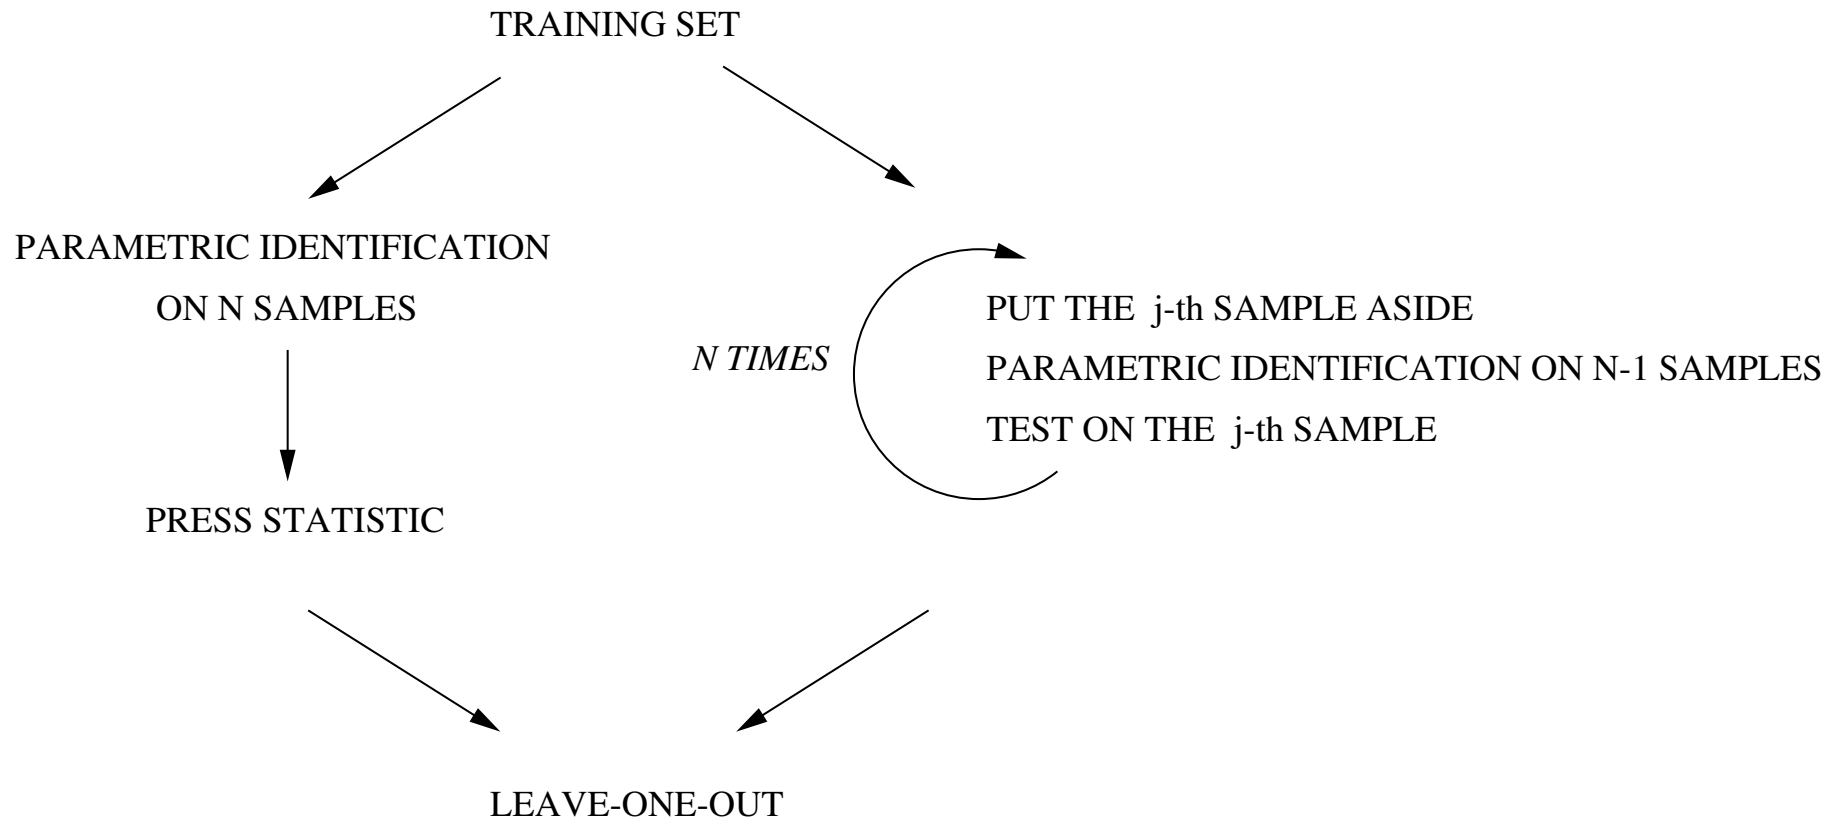 TRAINING SET
PARAMETRIC IDENTIFICATION
ON N SAMPLES
N TIMES
PUT THE j-th SAMPLE ASIDE
PARAMETRIC IDENTIFICATION ON N-1 SAMPLES
TEST ON THE j-th SAMPLE
PRESS STATISTIC
LEAVE-ONE-OUT